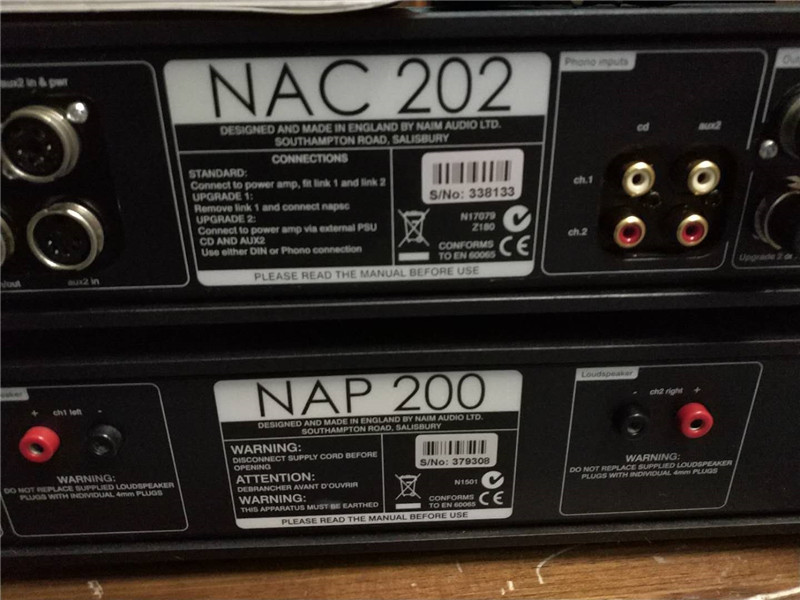 aux2 in & pwr
aux2 in
NAC 202
DESIGNED AND MADE IN ENGLAND BY NAIM AUDIO LTD.
SOUTHAMPTON ROAD, SALISBURY
CONNECTIONS
STANDARD:
Connect to power amp, fit link 1 and link 2
UPGRADE 1:
Remove link 1 and connect napsc
UPGRADE 2:
Connect to power amp via external PSU
CD AND AUX2
Use either DIN or Phono connection
S/No: 338133
N17079
Z180
CONFORMS
TO EN 60065
CE
PLEASE READ THE MANUAL BEFORE USE
Phono inputs
cd aux2
ch.1
ch.2
Upgrade 2
ch1 left
+ -
WARNING:
DO NOT REPLACE SUPPLIED LOUDSPEAKER
PLUGS WITH INDIVIDUAL 4mm PLUGS
NAP 200
DESIGNED AND MADE IN ENGLAND BY NAIM AUDIO LTD.
SOUTHAMPTON ROAD, SALISBURY
WARNING:
DISCONNECT SUPPLY CORD BEFORE
OPENING
ATTENTION:
DEBRANCHER AVANT D'OUVRIR
WARNING:
THIS APPARATUS MUST BE EARTHED
S/No: 379308
N1501
CONFORMS
TO EN 60065
CE
PLEASE READ THE MANUAL BEFORE USE
Loudspeaker
- ch2 right +
WARNING:
DO NOT REPLACE SUPPLIED LOUDSPEAKER
PLUGS WITH INDIVIDUAL 4mm PLUGS